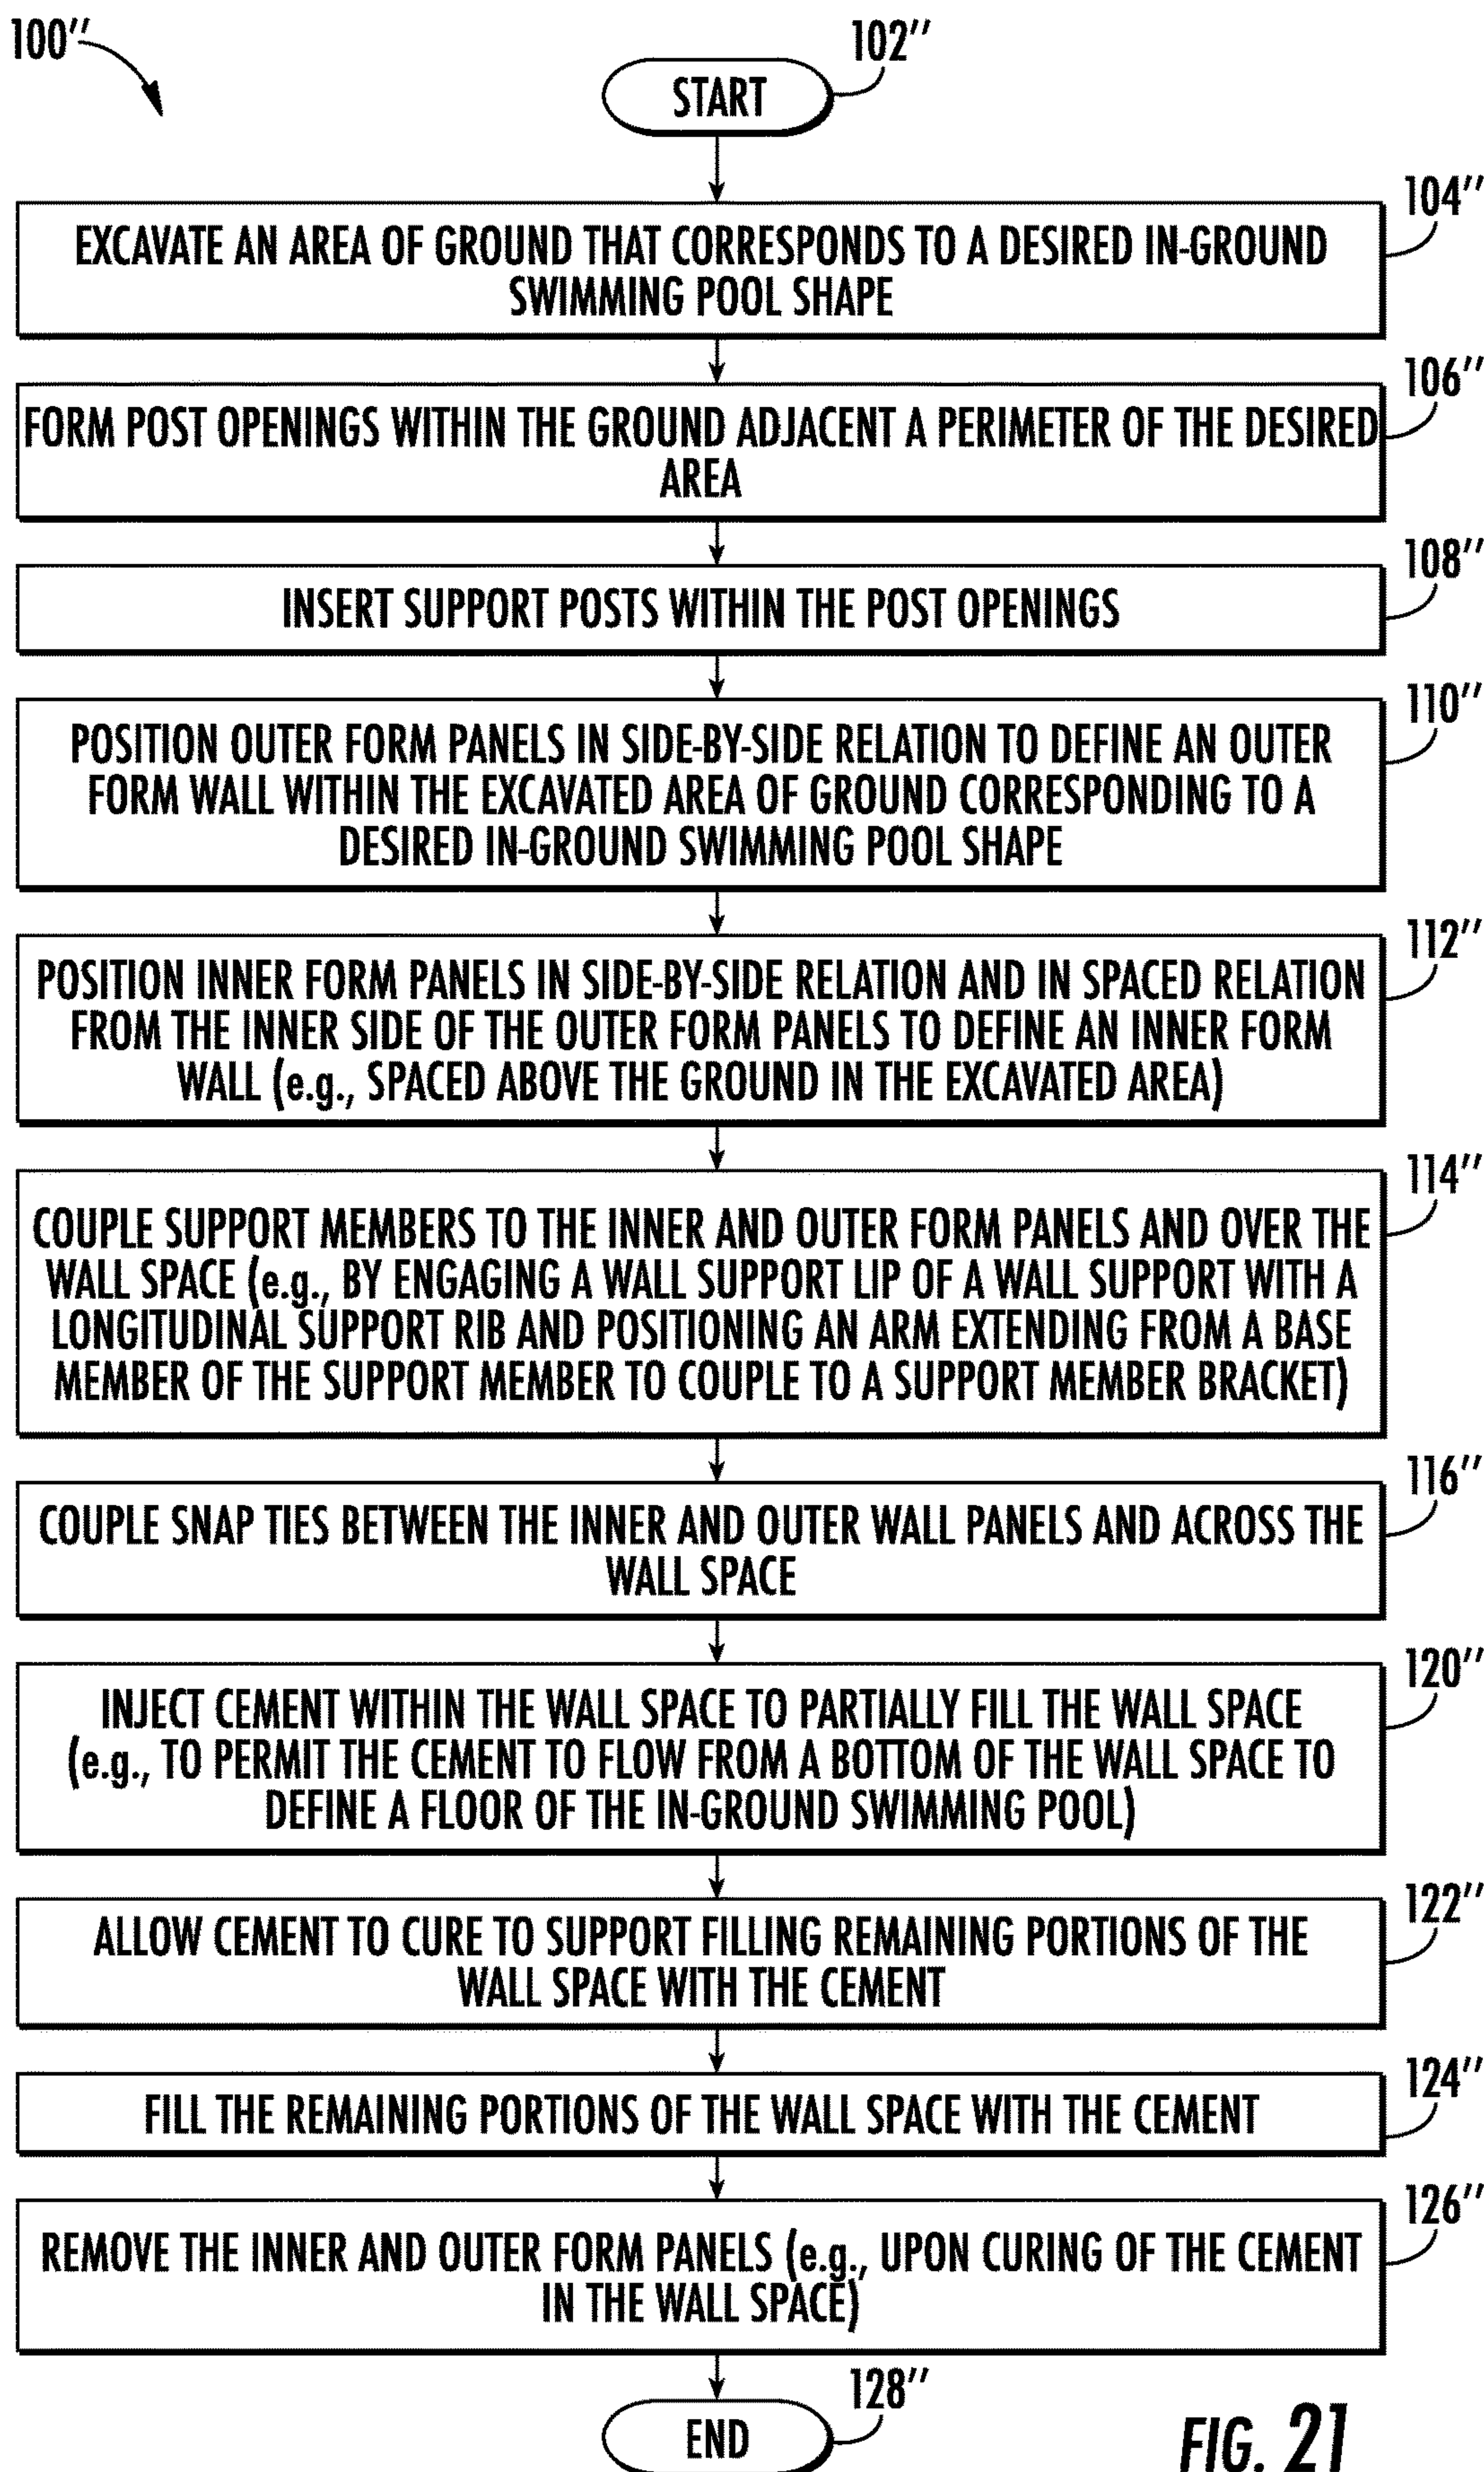 100″
102″
START
104″
EXCAVATE AN AREA OF GROUND THAT CORRESPONDS TO A DESIRED IN-GROUND
SWIMMING POOL SHAPE
106″
FORM POST OPENINGS WITHIN THE GROUND ADJACENT A PERIMETER OF THE DESIRED
AREA
108″
INSERT SUPPORT POSTS WITHIN THE POST OPENINGS
110″
POSITION OUTER FORM PANELS IN SIDE-BY-SIDE RELATION TO DEFINE AN OUTER
FORM WALL WITHIN THE EXCAVATED AREA OF GROUND CORRESPONDING TO A
DESIRED IN-GROUND SWIMMING POOL SHAPE
112″
POSITION INNER FORM PANELS IN SIDE-BY-SIDE RELATION AND IN SPACED RELATION
FROM THE INNER SIDE OF THE OUTER FORM PANELS TO DEFINE AN INNER FORM
WALL (e.g., SPACED ABOVE THE GROUND IN THE EXCAVATED AREA)
114″
COUPLE SUPPORT MEMBERS TO THE INNER AND OUTER FORM PANELS AND OVER THE
WALL SPACE (e.g., BY ENGAGING A WALL SUPPORT LIP OF A WALL SUPPORT WITH A
LONGITUDINAL SUPPORT RIB AND POSITIONING AN ARM EXTENDING FROM A BASE
MEMBER OF THE SUPPORT MEMBER TO COUPLE TO A SUPPORT MEMBER BRACKET)
116″
COUPLE SNAP TIES BETWEEN THE INNER AND OUTER WALL PANELS AND ACROSS THE
WALL SPACE
120″
INJECT CEMENT WITHIN THE WALL SPACE TO PARTIALLY FILL THE WALL SPACE
(e.g., TO PERMIT THE CEMENT TO FLOW FROM A BOTTOM OF THE WALL SPACE TO
DEFINE A FLOOR OF THE IN-GROUND SWIMMING POOL)
122″
ALLOW CEMENT TO CURE TO SUPPORT FILLING REMAINING PORTIONS OF THE
WALL SPACE WITH THE CEMENT
124″
FILL THE REMAINING PORTIONS OF THE WALL SPACE WITH THE CEMENT
126″
REMOVE THE INNER AND OUTER FORM PANELS (e.g., UPON CURING OF THE CEMENT
IN THE WALL SPACE)
128″
END
FIG. 21